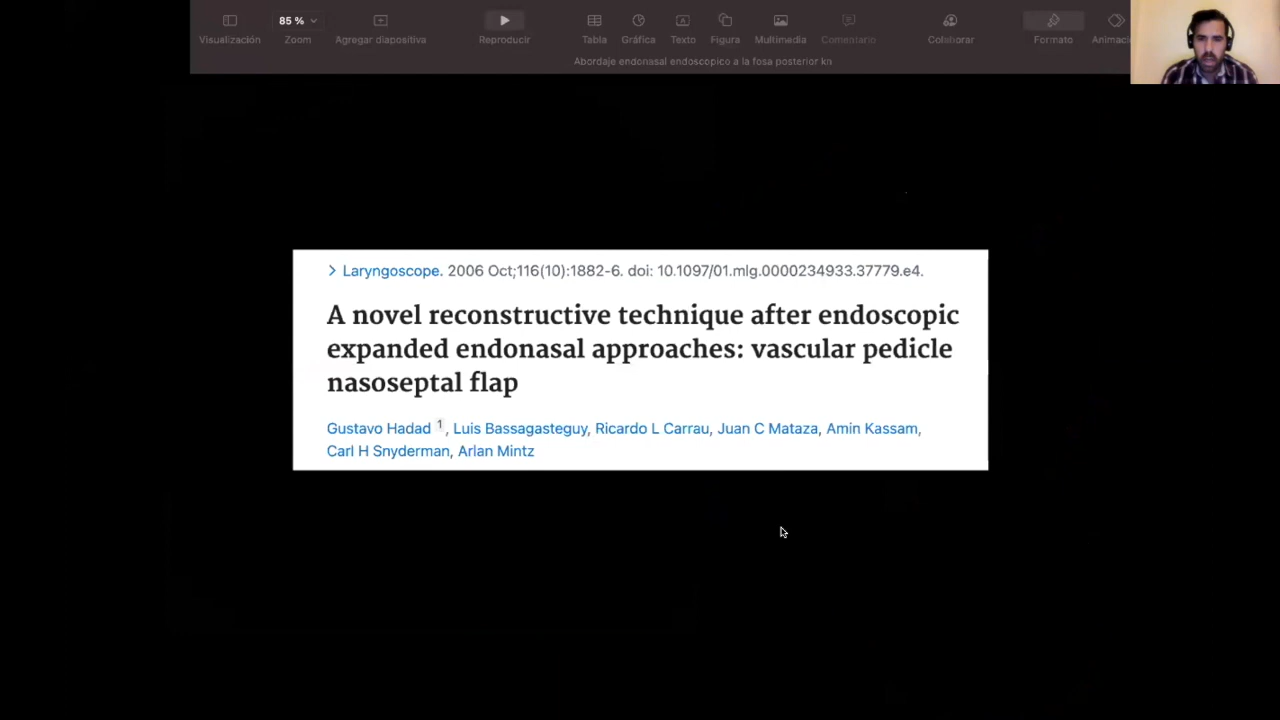 85 %
Visualización Zoom Agregar diapositiva Reproducir Tabla Gráfica Texto Figura Multimedia Comentario Colaborar Formato
Abordaje endonasal endoscopico a la fosa posterior kn
Laryngoscope. 2006 Oct;116(10):1882-6. doi: 10.1097/01.mlg.0000234933.37779.e4.
A novel reconstructive technique after endoscopic
expanded endonasal approaches: vascular pedicle
nasoseptal flap
Gustavo Hadad 1, Luis Bassagasteguy, Ricardo L Carrau, Juan C Mataza, Amin Kassam,
Carl H Snyderman, Arlan Mintz